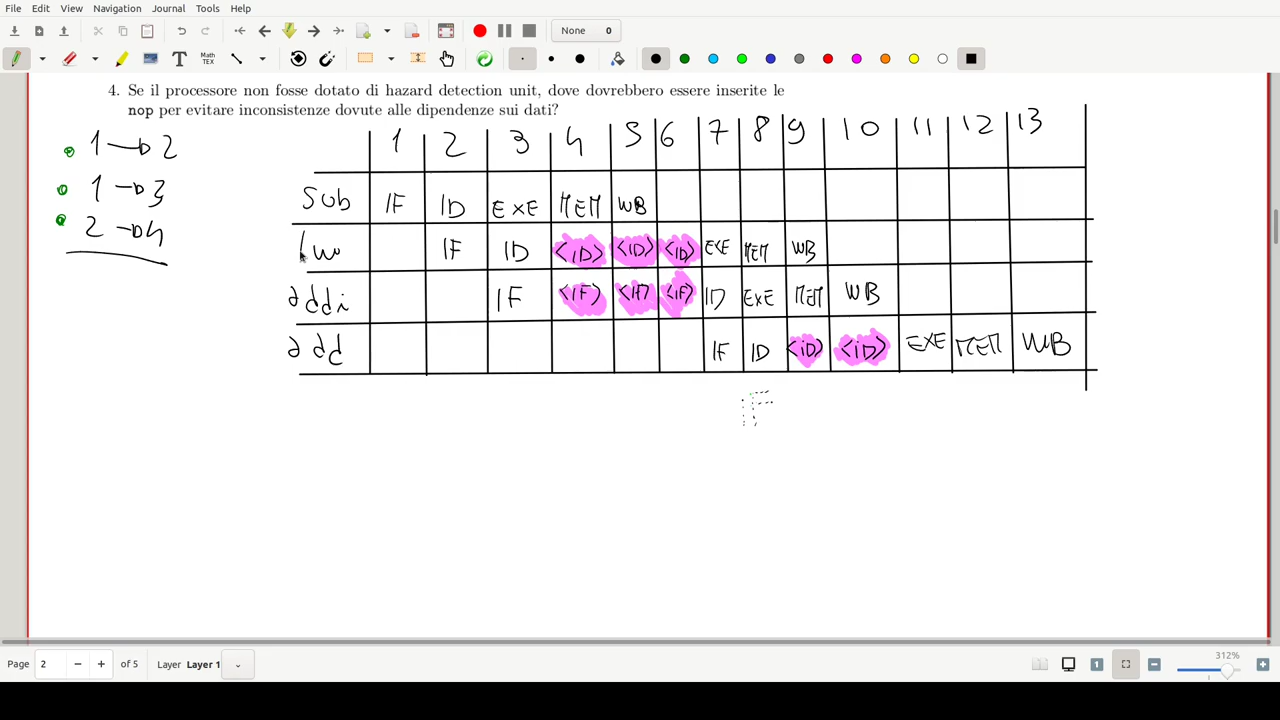 File Edit View Navigation Journal Tools Help
None 0
Math TEX
4. Se il processore non fosse dotato di hazard detection unit, dove dovrebbero essere inserite le
nop per evitare inconsistenze dovute alle dipendenze sui dati?
1 → 2
1 → 3
2 → 4
1 2 3 4 5 6 7 8 9 10 11 12 13
Sub IF ID EXE MEM WB
lw IF ID <ID> <ID> <ID> EXE MEM WB
addi IF <IF> <IF> <IF> ID EXE MEM WB
add IF ID <ID> <ID> EXE MEM WB
IF
Page 2 of 5 Layer Layer 1
1
312%